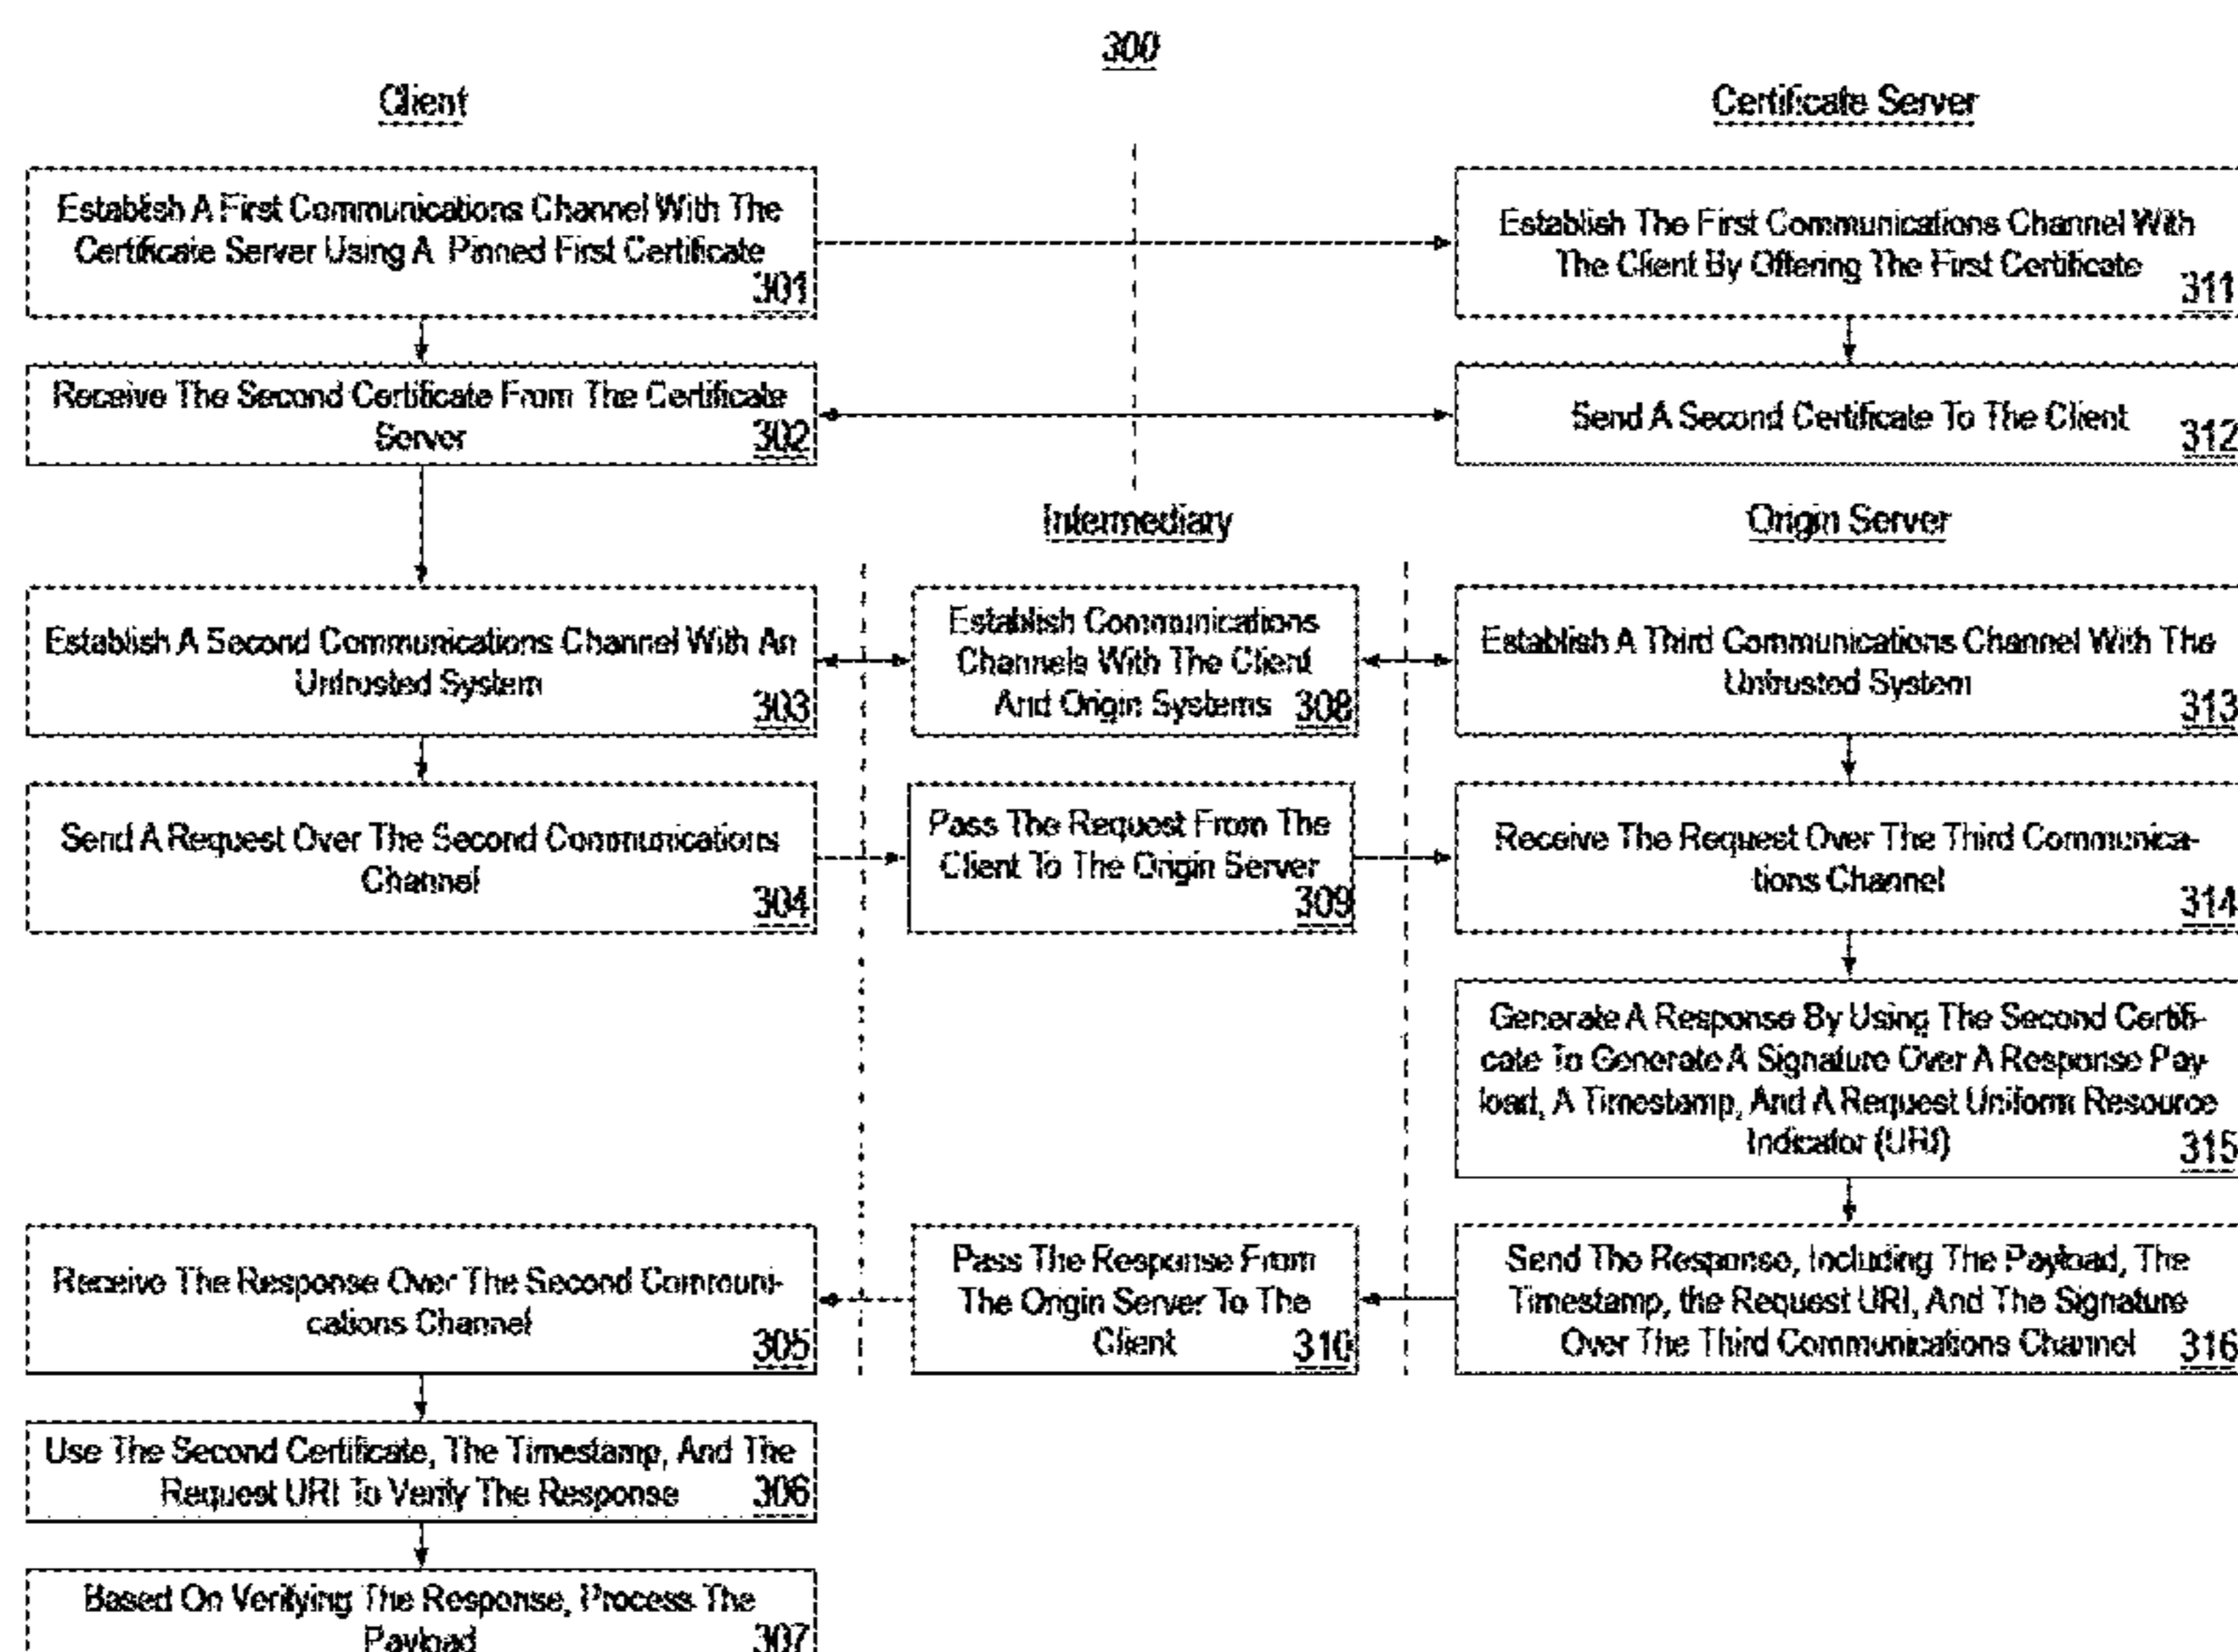 300
Client
Certificate Server
Establish A First Communications Channel With The
Certificate Server Using A Pinned First Certificate
301
Establish The First Communications Channel With
The Client By Offering The First Certificate
311
Receive The Second Certificate From The Certificate
Server
302
Send A Second Certificate To The Client
312
Intermediary
Origin Server
Establish A Second Communications Channel With An
Untrusted System
303
Establish Communications
Channels With The Client
And Origin Systems
308
Establish A Third Communications Channel With The
Untrusted System
313
Send A Request Over The Second Communications
Channel
304
Pass The Request From The
Client To The Origin Server
309
Receive The Request Over The Third Communica-
tions Channel
314
Generate A Response By Using The Second Certifi-
cate To Generate A Signature Over A Response Pay-
load, A Timestamp, And A Request Uniform Resource
Indicator (URI)
315
Receive The Response Over The Second Communi-
cations Channel
305
Pass The Response From
The Origin Server To The
Client
310
Send The Response, Including The Payload, The
Timestamp, the Request URI, And The Signature
Over The Third Communications Channel
316
Use The Second Certificate, The Timestamp, And The
Request URI To Verify The Response
306
Based On Verifying The Response, Process The
Payload
307